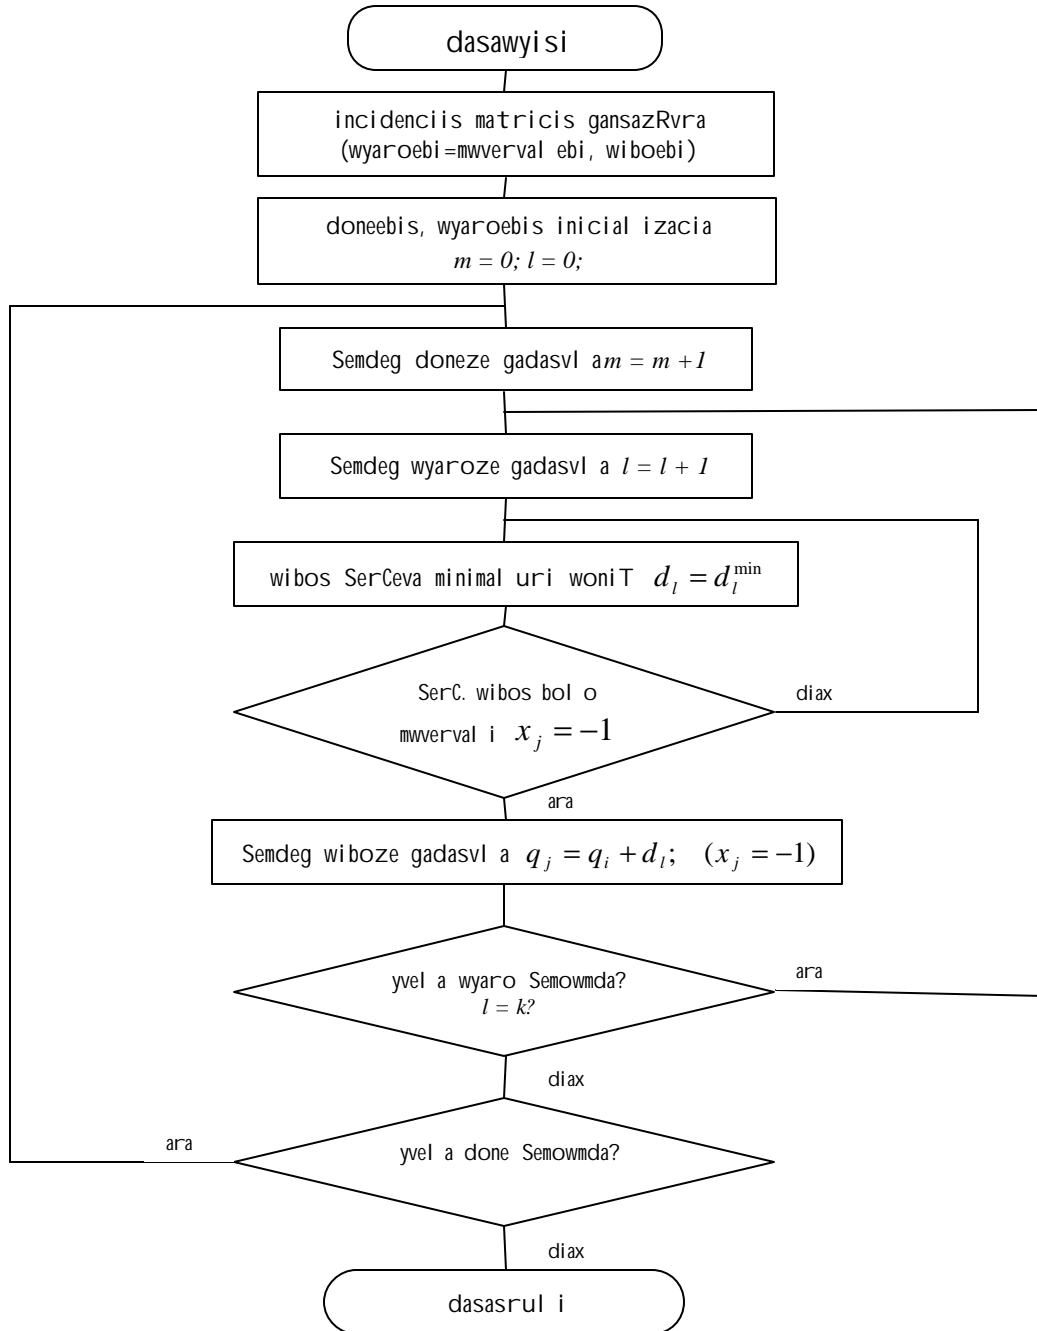 dasawyisi
incidenciis matricis gansazRvra
(wyaroebi=mwvervalebi, wiboebi)
doneebis, wyaroebis inicializacia
m = 0; l = 0;
Semdeg doneze gadasvla m = m +1
Semdeg wyaroze gadasvla l = l + 1
wibos SerCeva minimaluri woniT d_l = d_l^min
SerC. wibos bolo
diax
mwvervali x_j = −1
ara
Semdeg wiboze gadasvla q_j = q_i + d_l; (x_j = −1)
yvela wyaro Semowmda?
ara
l = k?
diax
yvela done Semowmda?
ara
diax
dasasruli